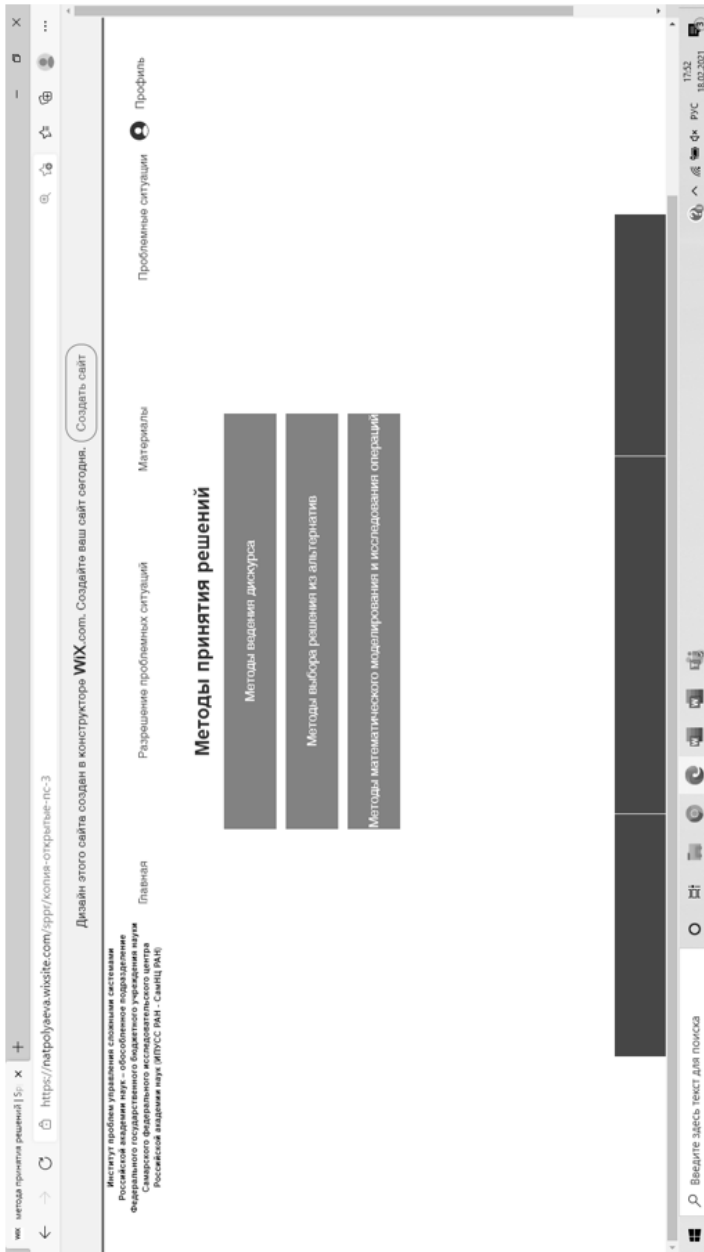 метода принятия решений | Sp
https://natpolyaeva.wixsite.com/sppr/копия-открытые-пс-3
Дизайн этого сайта создан в конструкторе WiX.com. Создайте ваш сайт сегодня. Создать сайт
Институт проблем управления сложными системами
Российской академии наук – обособленное подразделение
Федерального государственного бюджетного учреждения науки
Самарского федерального исследовательского центра
Российской академии наук (ИПУСС РАН - СамНЦ РАН)
Главная
Разрешение проблемных ситуаций
Материалы
Проблемные ситуации
Профиль
Методы принятия решений
Методы ведения дискурса
Методы выбора решения из альтернатив
Методы математического моделирования и исследования операций
Введите здесь текст для поиска
РУС
17:52
18.02.2021